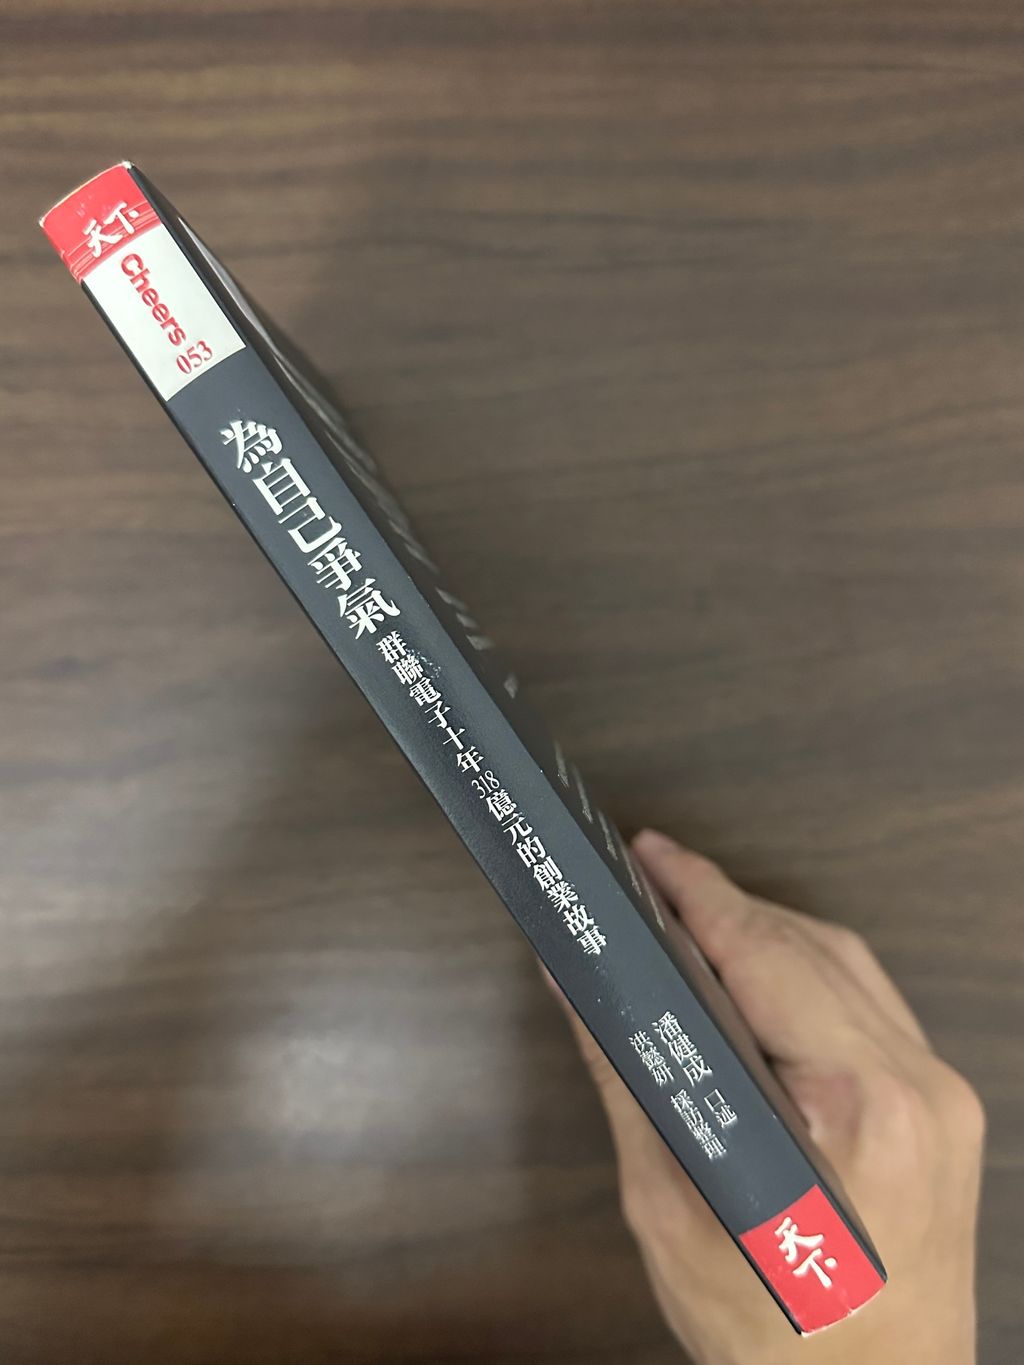 天下
Cheers
053
為自己爭氣
群聯電子十年318億元的創業故事
潘健成 口述
洪懿妍 採訪整理
天下